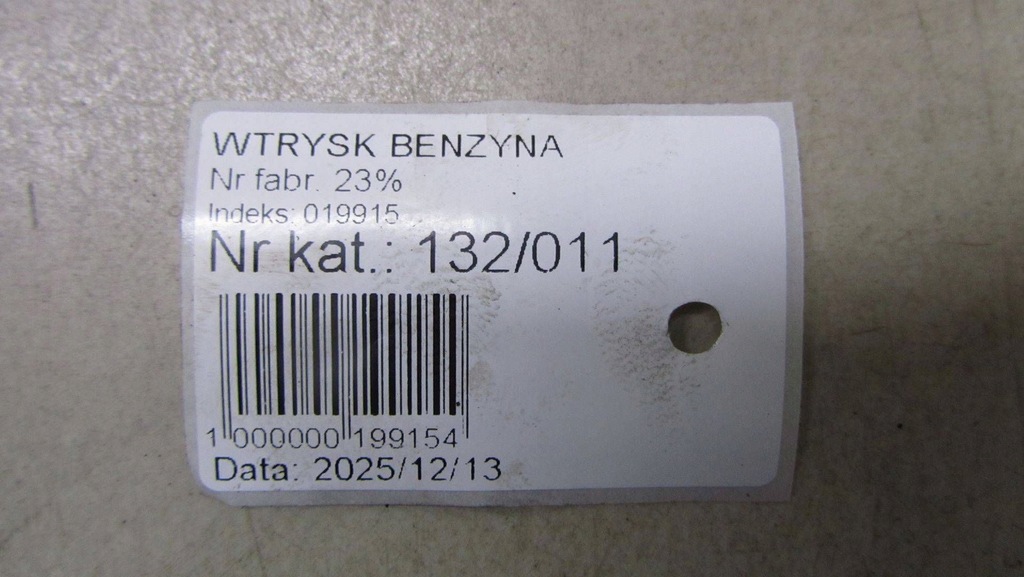 WTRYSK BENZYNA
Nr fabr. 23%
Indeks: 019915
Nr kat.: 132/011
1 000000 199154
Data: 2025/12/13